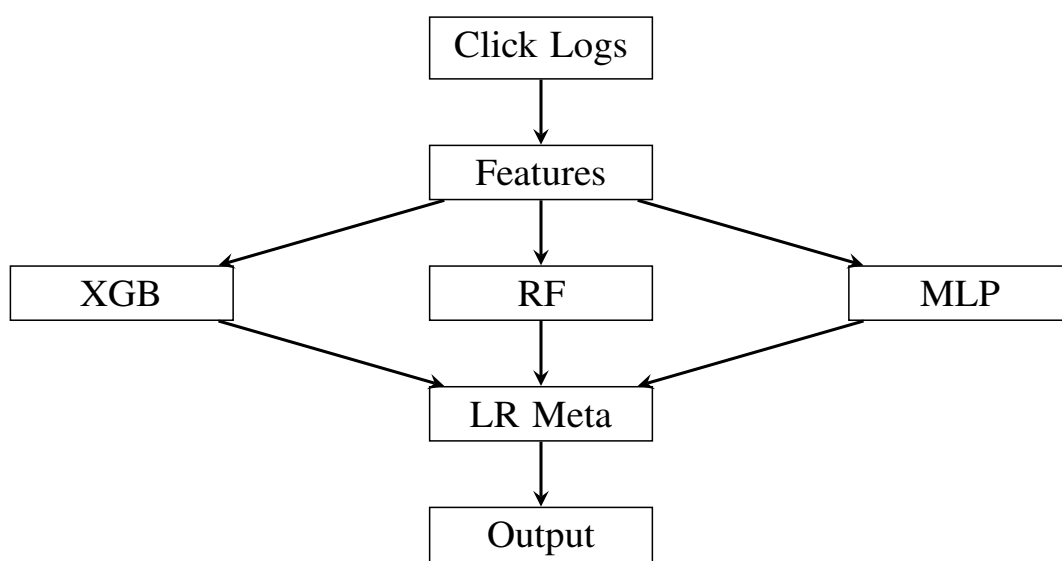 Click Logs
Features
XGB
RF
MLP
LR Meta
Output